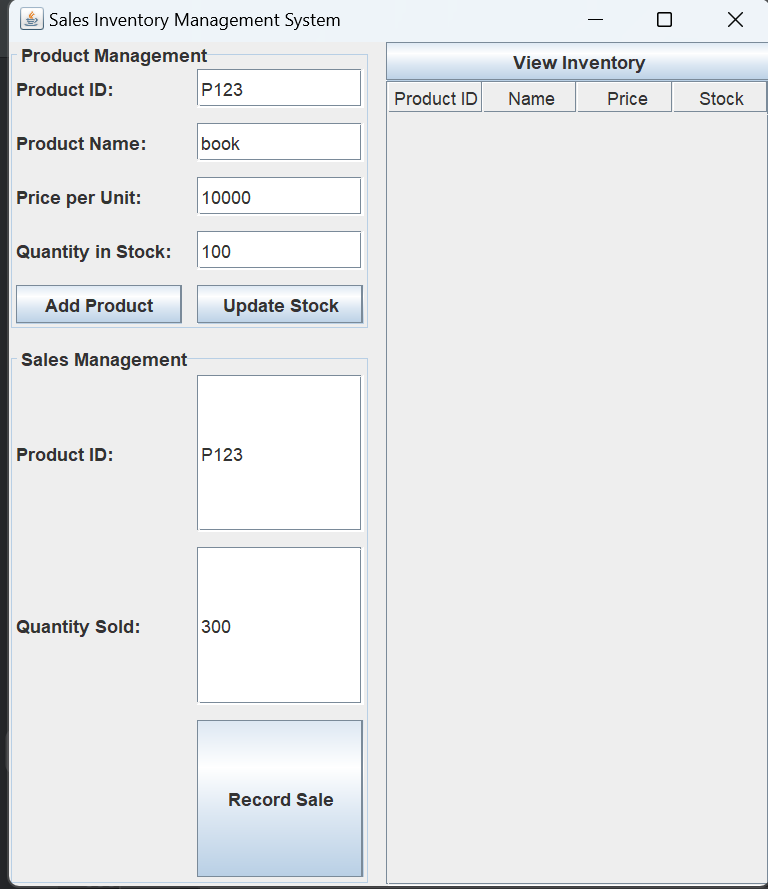 Sales Inventory Management System
Product Management
Product ID: P123
Product Name: book
Price per Unit: 10000
Quantity in Stock: 100
Add Product Update Stock
Sales Management
Product ID: P123
Quantity Sold: 300
Record Sale
View Inventory
Product ID Name Price Stock